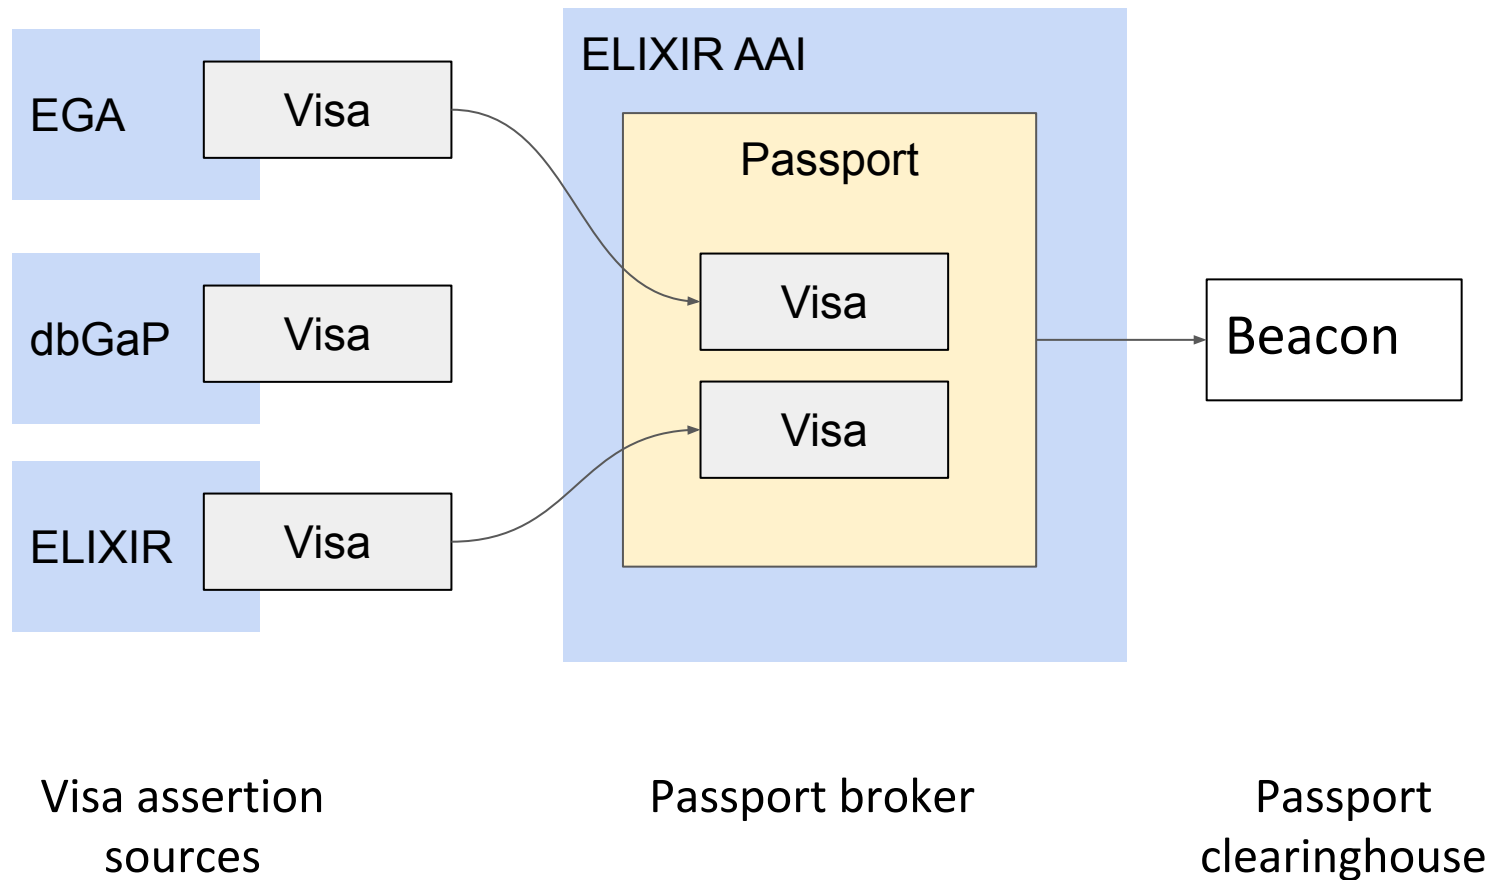 ELIXIR AAI
EGA
Visa
Passport
Visa
dbGaP
Visa
Beacon
Visa
ELIXIR
Visa
Visa assertion
sources
Passport broker
Passport
clearinghouse